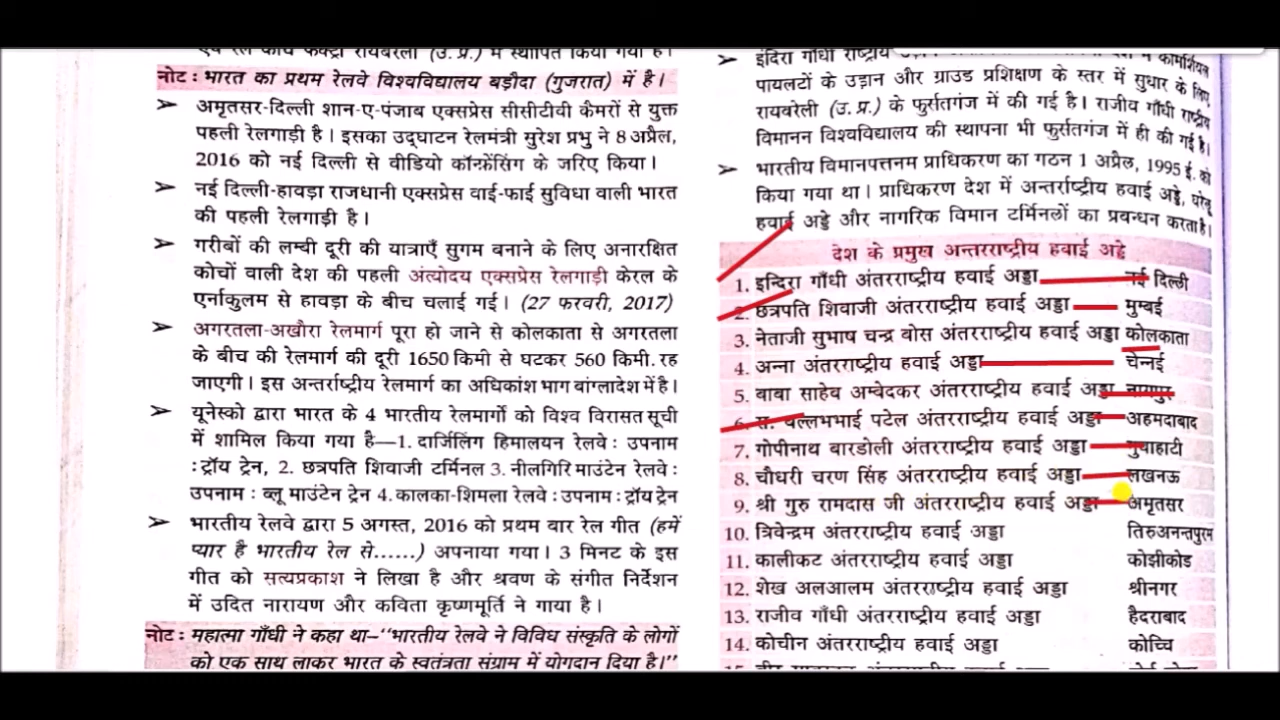 एवं रेल कोच फैक्ट्री रायबरेली (उ. प्र.) में स्थापित किया गया है।
नोट : भारत का प्रथम रेलवे विश्वविद्यालय बड़ौदा (गुजरात) में है।
➢ अमृतसर-दिल्ली शान-ए-पंजाब एक्सप्रेस सीसीटीवी कैमरों से युक्त
पहली रेलगाड़ी है। इसका उद्घाटन रेलमंत्री सुरेश प्रभु ने 8 अप्रैल,
2016 को नई दिल्ली से वीडियो कॉन्फ्रेंसिंग के जरिए किया।
➢ नई दिल्ली-हावड़ा राजधानी एक्सप्रेस वाई-फाई सुविधा वाली भारत
की पहली रेलगाड़ी है।
➢ गरीबों की लम्बी दूरी की यात्राएँ सुगम बनाने के लिए अनारक्षित
कोचों वाली देश की पहली अंत्योदय एक्सप्रेस रेलगाड़ी केरल के
एर्नाकुलम से हावड़ा के बीच चलाई गई। (27 फरवरी, 2017)
➢ अगरतला-अखौरा रेलमार्ग पूरा हो जाने से कोलकाता से अगरतला
के बीच की रेलमार्ग की दूरी 1650 किमी से घटकर 560 किमी. रह
जाएगी। इस अन्तर्राष्ट्रीय रेलमार्ग का अधिकांश भाग बांग्लादेश में है।
➢ यूनेस्को द्वारा भारत के 4 भारतीय रेलमार्गों को विश्व विरासत सूची
में शामिल किया गया है—1. दार्जिलिंग हिमालयन रेलवे : उपनाम
: ट्रॉय ट्रेन, 2. छत्रपति शिवाजी टर्मिनल 3. नीलगिरि माउंटेन रेलवे :
उपनाम : ब्लू माउंटेन ट्रेन 4. कालका-शिमला रेलवे : उपनाम : ट्रॉय ट्रेन
➢ भारतीय रेलवे द्वारा 5 अगस्त, 2016 को प्रथम बार रेल गीत (हमें
प्यार है भारतीय रेल से......) अपनाया गया। 3 मिनट के इस
गीत को सत्यप्रकाश ने लिखा है और श्रवण के संगीत निर्देशन
में उदित नारायण और कविता कृष्णमूर्ति ने गाया है।
नोट : महात्मा गाँधी ने कहा था–“भारतीय रेलवे ने विविध संस्कृति के लोगों
को एक साथ लाकर भारत के स्वतंत्रता संग्राम में योगदान दिया है।”
➢ इंदिरा गाँधी राष्ट्रीय कामर्शियल
पायलटों के उड़ान और ग्राउण्ड प्रशिक्षण के स्तर में सुधार के लिए
रायबरेली (उ. प्र.) के फुर्सतगंज में की गई है। राजीव गाँधी राष्ट्रीय
विमानन विश्वविद्यालय की स्थापना भी फुर्सतगंज में ही की गई है।
➢ भारतीय विमानपत्तनम प्राधिकरण का गठन 1 अप्रैल, 1995 ई. को
किया गया था। प्राधिकरण देश में अन्तर्राष्ट्रीय हवाई अड्डे, घरेलू
हवाई अड्डे और नागरिक विमान टर्मिनलों का प्रबन्धन करता है।
देश के प्रमुख अन्तरराष्ट्रीय हवाई अड्डे
1. इन्दिरा गाँधी अंतरराष्ट्रीय हवाई अड्डा नई दिल्ली
2. छत्रपति शिवाजी अंतरराष्ट्रीय हवाई अड्डा मुम्बई
3. नेताजी सुभाष चन्द्र बोस अंतरराष्ट्रीय हवाई अड्डा कोलकाता
4. अन्ना अंतरराष्ट्रीय हवाई अड्डा चेन्नई
5. बाबा साहेब अम्बेदकर अंतरराष्ट्रीय हवाई अड्डा नागपुर
6. स. वल्लभभाई पटेल अंतरराष्ट्रीय हवाई अड्डा अहमदाबाद
7. गोपीनाथ बारडोली अंतरराष्ट्रीय हवाई अड्डा गुवाहाटी
8. चौधरी चरण सिंह अंतरराष्ट्रीय हवाई अड्डा लखनऊ
9. श्री गुरु रामदास जी अंतरराष्ट्रीय हवाई अड्डा अमृतसर
10. त्रिवेन्द्रम अंतरराष्ट्रीय हवाई अड्डा तिरुअनन्तपुरम
11. कालीकट अंतरराष्ट्रीय हवाई अड्डा कोझीकोड
12. शेख अलआलम अंतरराष्ट्रीय हवाई अड्डा श्रीनगर
13. राजीव गाँधी अंतरराष्ट्रीय हवाई अड्डा हैदराबाद
14. कोचीन अंतरराष्ट्रीय हवाई अड्डा कोच्चि